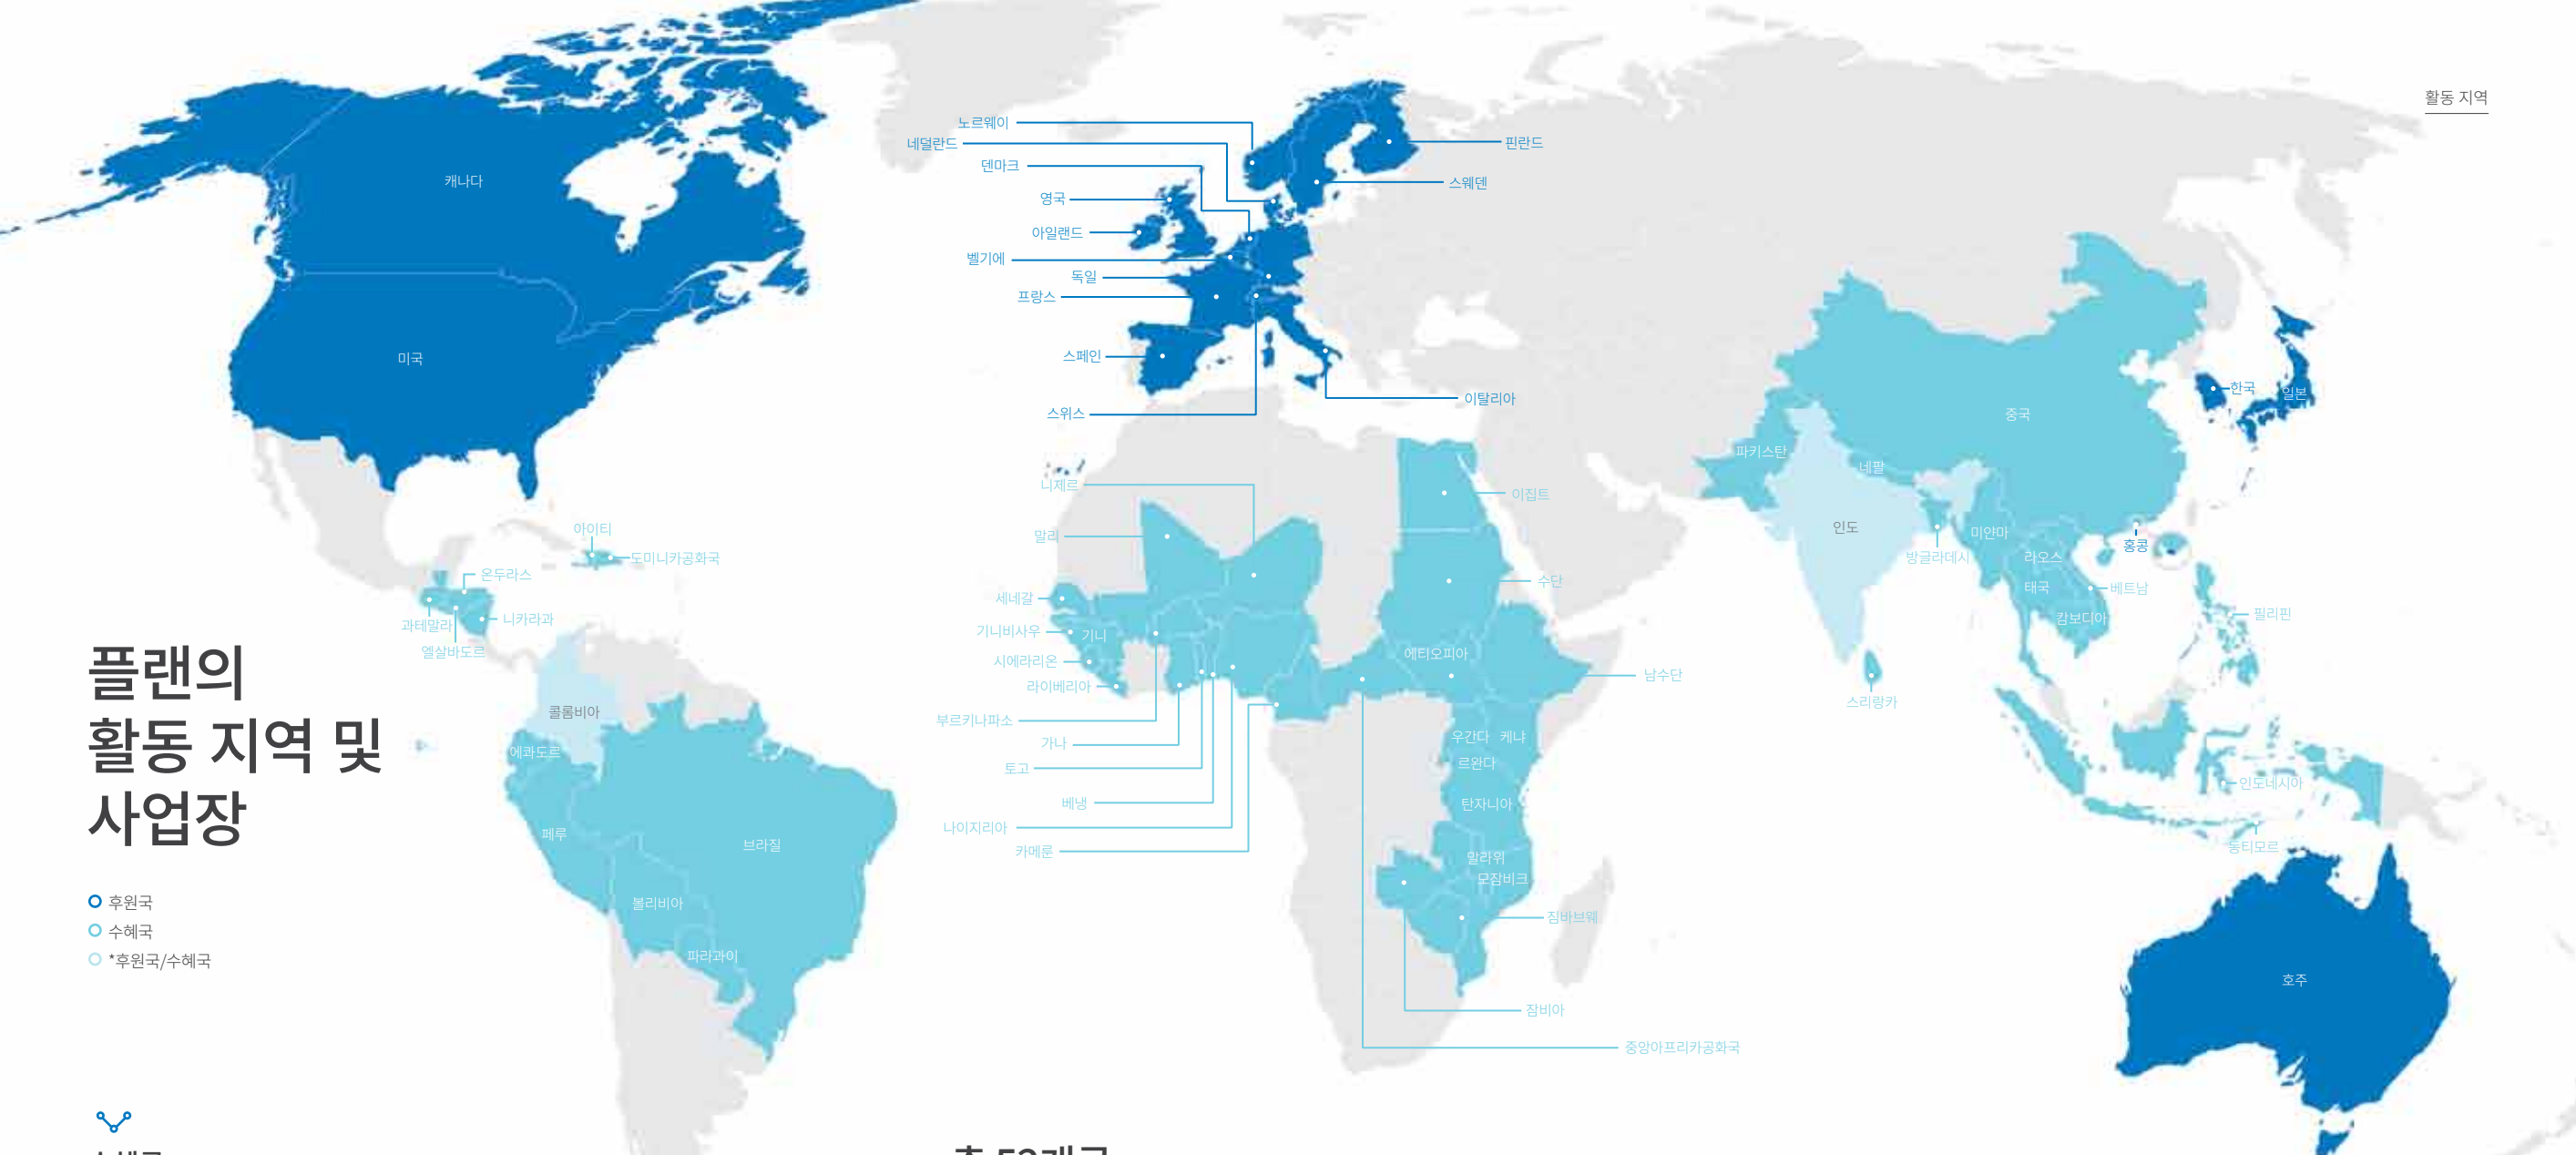 활동 지역
노르웨이
네덜란드
덴마크
영국
아일랜드
벨기에
독일
프랑스
스페인
스위스
핀란드
스웨덴
이탈리아
캐나다
미국
한국
일본
중국
파키스탄
네팔
인도
방글라데시
미얀마
라오스
태국
베트남
캄보디아
홍콩
필리핀
스리랑카
인도네시아
동티모르
호주
아이티
도미니카공화국
온두라스
과테말라
니카라과
엘살바도르
콜롬비아
에콰도르
페루
브라질
볼리비아
파라과이
니제르
말리
세네갈
기니비사우
기니
시에라리온
라이베리아
부르키나파소
가나
토고
베냉
나이지리아
카메룬
이집트
수단
에티오피아
남수단
우간다 케냐
르완다
탄자니아
말라위
모잠비크
짐바브웨
잠비아
중앙아프리카공화국
플랜의
활동 지역 및
사업장
후원국
수혜국
*후원국/수혜국